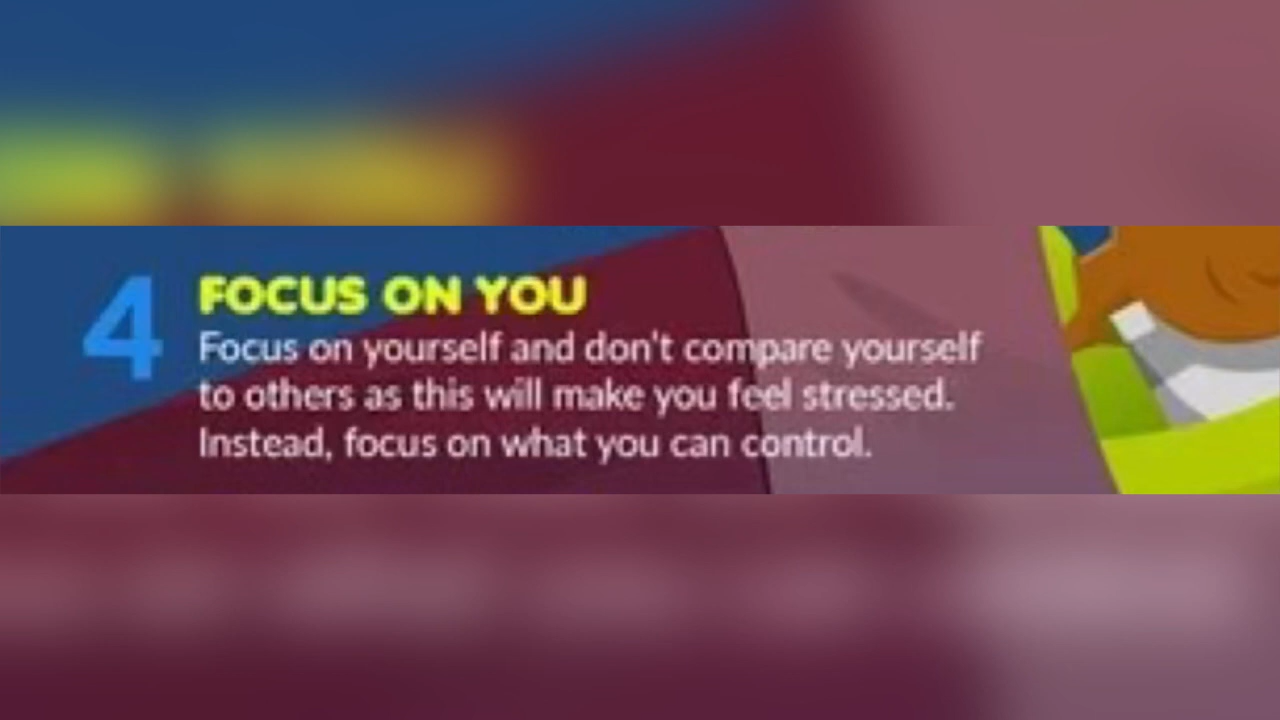 4
FOCUS ON YOU
Focus on yourself and don't compare yourself
to others as this will make you feel stressed.
Instead, focus on what you can control.